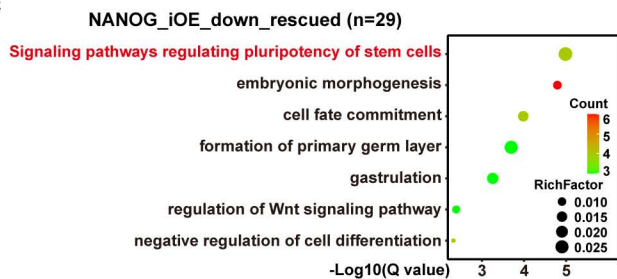 NANOG_iOE_down_rescued (n=29)
Signaling pathways regulating pluripotency of stem cells
embryonic morphogenesis
cell fate commitment
formation of primary germ layer
gastrulation
regulation of Wnt signaling pathway
negative regulation of cell differentiation
Count
6
5
4
3
RichFactor
0.010
0.015
0.020
0.025
-Log10(Q value) 3 4 5